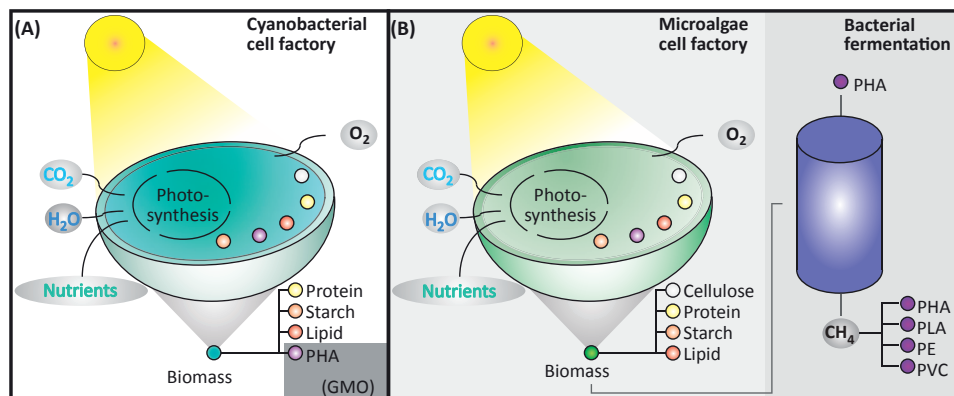 (A)
Cyanobacterial
cell factory
O2
CO2
H2O
Photo-
synthesis
Nutrients
Protein
Starch
Lipid
PHA
(GMO)
Biomass
(B)
Microalgae
cell factory
O2
CO2
H2O
Photo-
synthesis
Nutrients
Cellulose
Protein
Starch
Lipid
Biomass
Bacterial
fermentation
PHA
CH4
PHA
PLA
PE
PVC